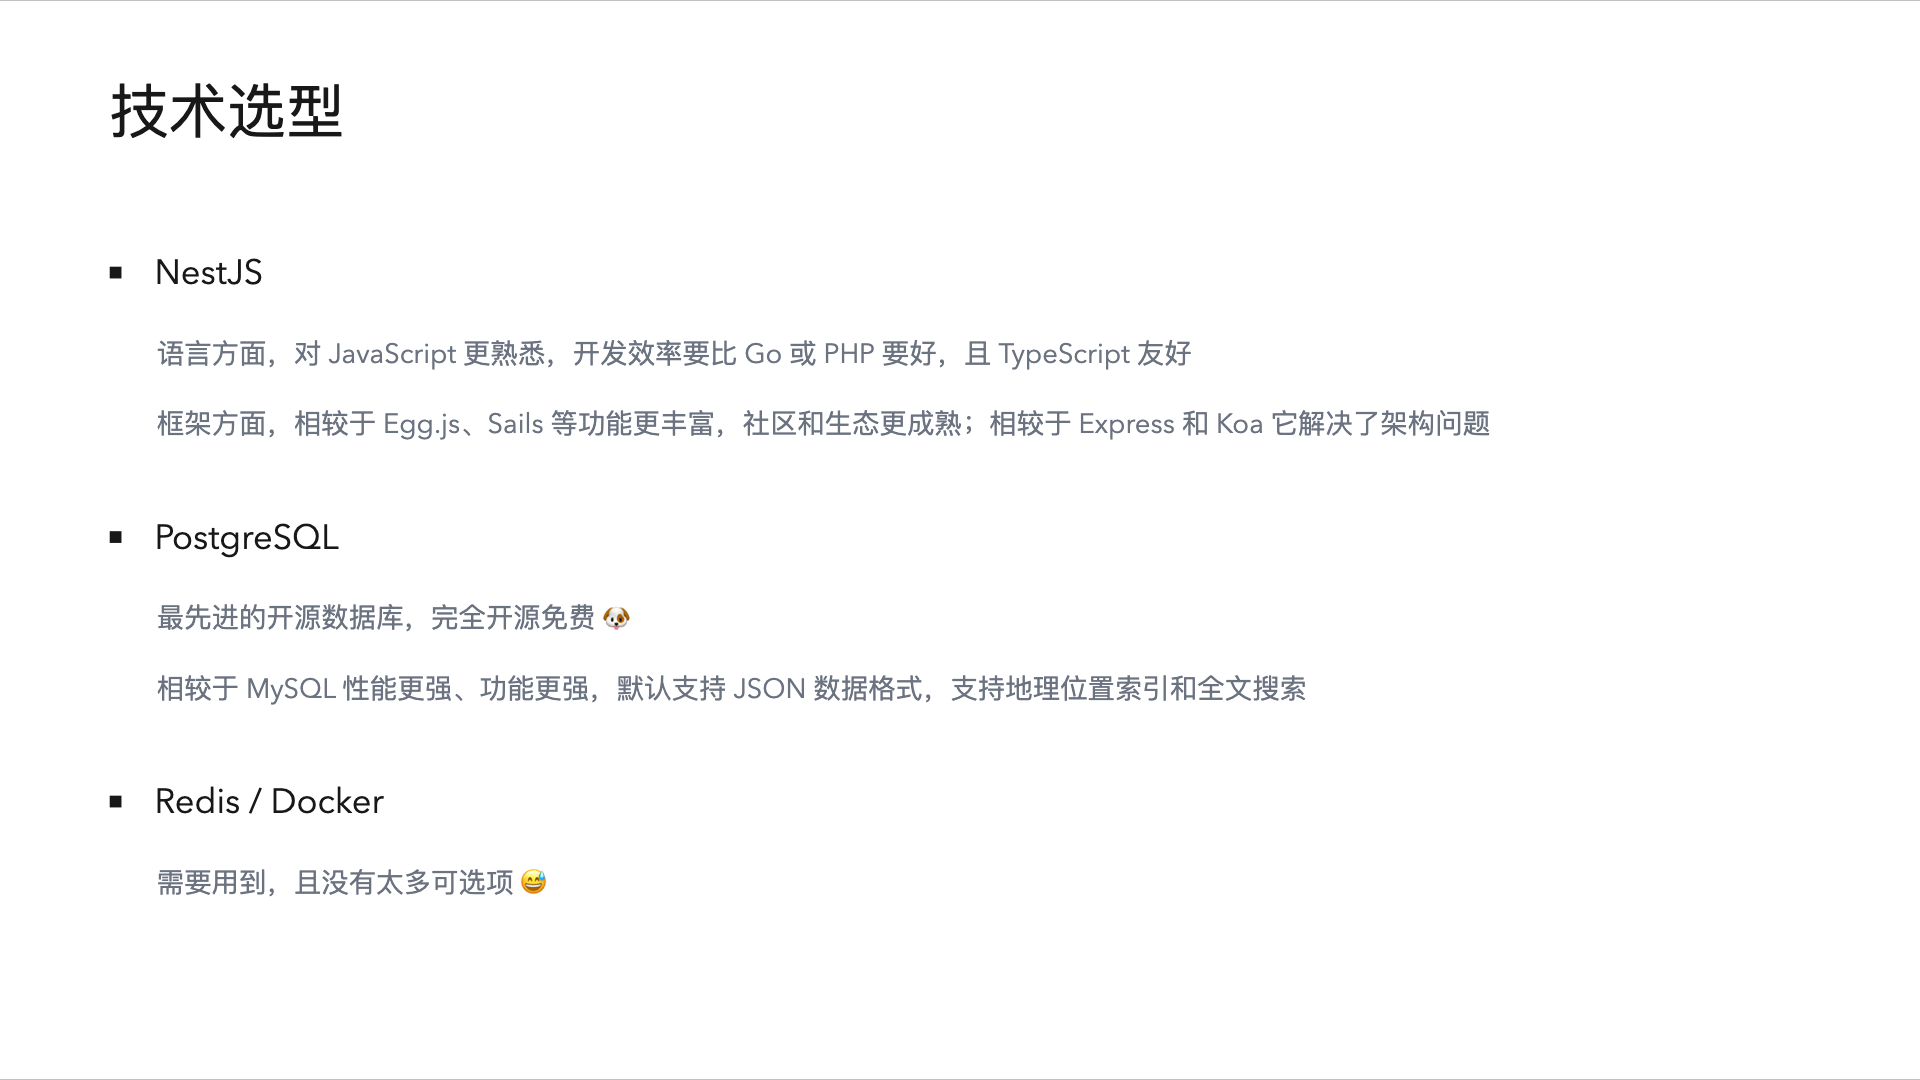 技术选型
NestJS
语言方面，对 JavaScript 更熟悉，开发效率要比 Go 或 PHP 要好，且 TypeScript 友好
框架方面，相较于 Egg.js、Sails 等功能更丰富，社区和生态更成熟；相较于 Express 和 Koa 它解决了架构问题
PostgreSQL
最先进的开源数据库，完全开源免费 🐶
相较于 MySQL 性能更强、功能更强，默认支持 JSON 数据格式，支持地理位置索引和全文搜索
Redis / Docker
需要用到，且没有太多可选项 😅